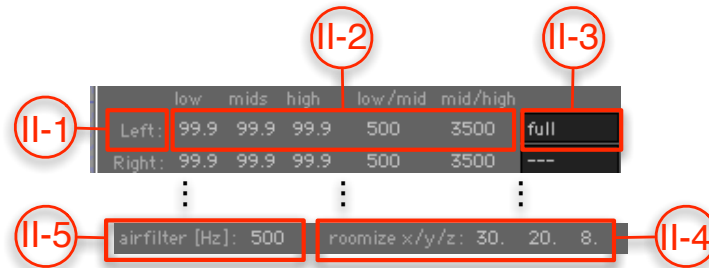 II-2 II-3
low mids high low/mid mid/high
II-1 Left: 99.9 99.9 99.9 500 3500 full
Right: 99.9 99.9 99.9 500 3500 ---
II-5 airfilter [Hz]: 500 roomize x/y/z: 30. 20. 8. II-4